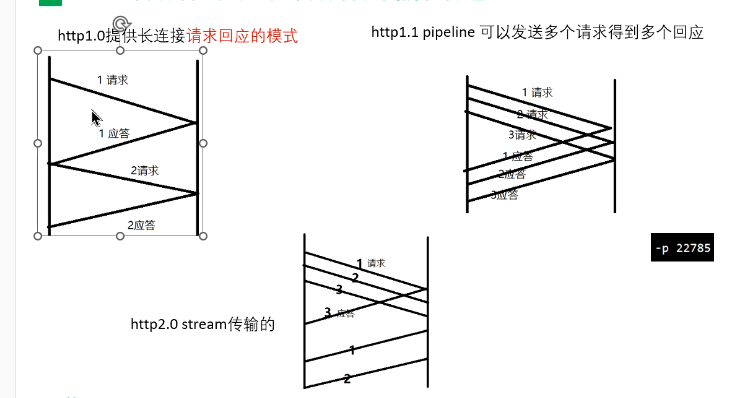 http1.0提供长连接请求回应的模式
http1.1 pipeline 可以发送多个请求得到多个回应
1 请求
1 应答
2请求
2应答
1 请求
2 请求
3请求
1 应答
2应答
3应答
-p 22785
http2.0 stream传输的
1 请求
2
3
3 应答
1
2